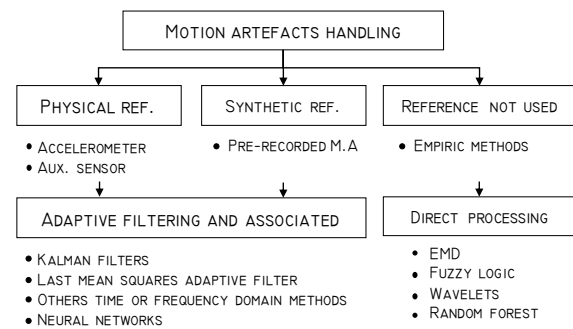 MOTION ARTEFACTS HANDLING
PHYSICAL REF.
SYNTHETIC REF.
REFERENCE NOT USED
• ACCELEROMETER
• AUX. SENSOR
• PRE-RECORDED M.A
• EMPIRIC METHODS
ADAPTIVE FILTERING AND ASSOCIATED
DIRECT PROCESSING
• KALMAN FILTERS
• LAST MEAN SQUARES ADAPTIVE FILTER
• OTHERS TIME OR FREQUENCY DOMAIN METHODS
• NEURAL NETWORKS
• EMD
• FUZZY LOGIC
• WAVELETS
• RANDOM FOREST